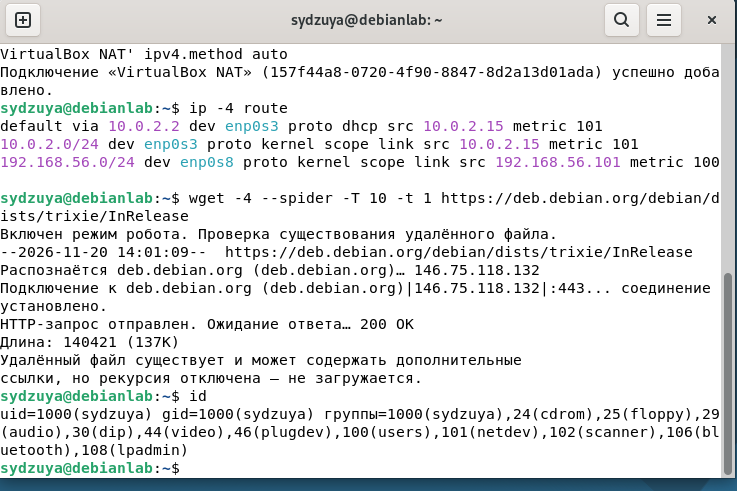 sydzuya@debianlab: ~
VirtualBox NAT' ipv4.method auto
Подключение «VirtualBox NAT» (157f44a8-0720-4f90-8847-8d2a13d01ada) успешно доба
влено.
sydzuya@debianlab:~$ ip -4 route
default via 10.0.2.2 dev enp0s3 proto dhcp src 10.0.2.15 metric 101
10.0.2.0/24 dev enp0s3 proto kernel scope link src 10.0.2.15 metric 101
192.168.56.0/24 dev enp0s8 proto kernel scope link src 192.168.56.101 metric 100
sydzuya@debianlab:~$ wget -4 --spider -T 10 -t 1 https://deb.debian.org/debian/d
ists/trixie/InRelease
Включен режим робота. Проверка существования удалённого файла.
--2026-11-20 14:01:09--  https://deb.debian.org/debian/dists/trixie/InRelease
Распознаётся deb.debian.org (deb.debian.org)… 146.75.118.132
Подключение к deb.debian.org (deb.debian.org)|146.75.118.132|:443... соединение
установлено.
HTTP-запрос отправлен. Ожидание ответа… 200 OK
Длина: 140421 (137K)
Удалённый файл существует и может содержать дополнительные
ссылки, но рекурсия отключена — не загружается.
sydzuya@debianlab:~$ id
uid=1000(sydzuya) gid=1000(sydzuya) группы=1000(sydzuya),24(cdrom),25(floppy),29
(audio),30(dip),44(video),46(plugdev),100(users),101(netdev),102(scanner),106(bl
uetooth),108(lpadmin)
sydzuya@debianlab:~$